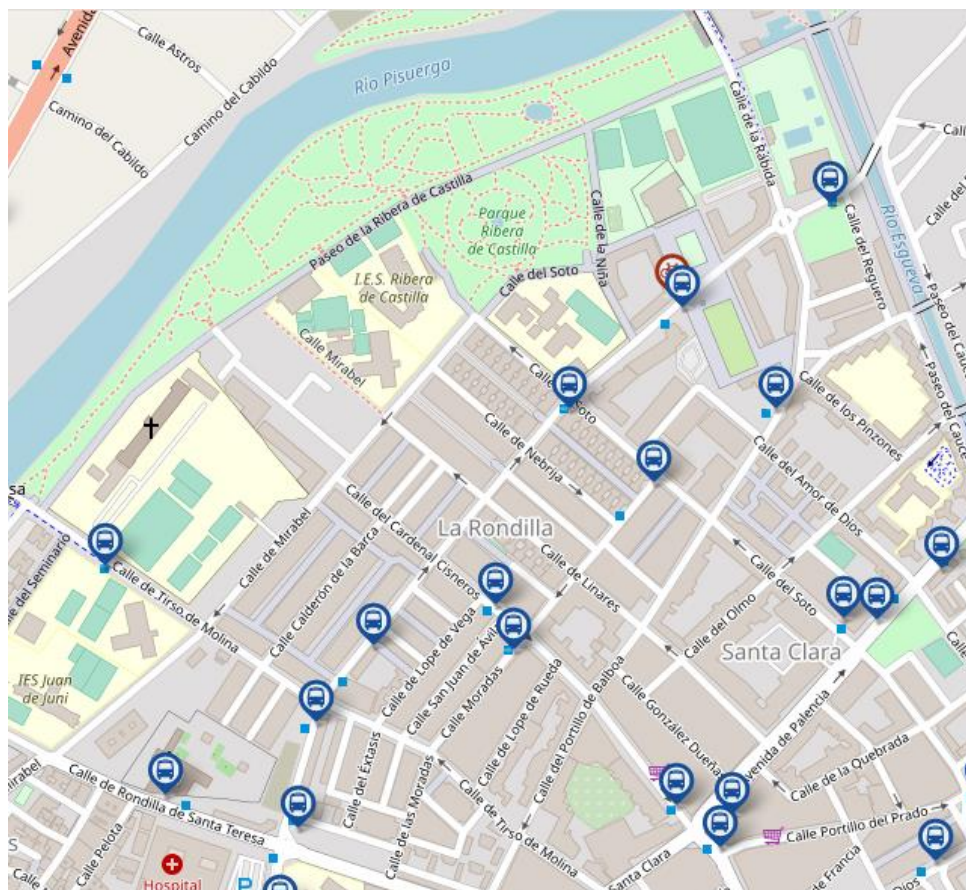 Avenida
Calle Astros
Camino del Cabildo
Camino del Cabildo
Río Pisuerga
Paseo de la Ribera de Castilla
Parque
Ribera
de Castilla
Calle de la Niña
Calle de la Rábida
Calle del Reguero
Río Esgueva
Paseo del Cauce
Paseo del Cauce
Calle del Soto
I.E.S. Ribera
de Castilla
Calle Mirabel
Calle de Nebrija
Calle de los Pinzones
Calle del Amor de Dios
La Rondilla
Calle del Cardenal Cisneros
Calle de Mirabel
Calle Calderón de la Barca
Calle de Linares
Calle del Soto
Calle del Olmo
Santa Clara
Calle de Tirso de Molina
IES Juan
de Juni
Calle de Lope de Vega
Calle San Juan de Ávila
Calle Moradas
Calle de Lope de Rueda
Calle del Portillo de Balboa
Calle González Dueñas
Avenida de Palencia
Calle de la Quebrada
Calle del Éxtasis
Calle de las Moradas
Calle de Tirso de Molina
Mirabel
Calle de Rondilla de Santa Teresa
Calle Pelota
Hospital
P
Santa Clara
Calle Portillo del Prado